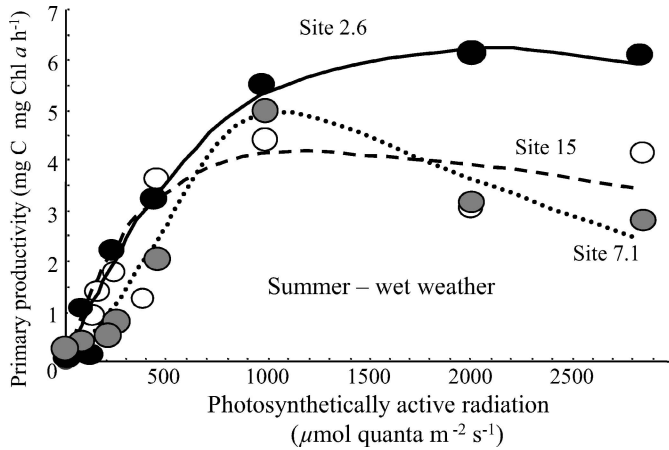 7
6
5
4
3
2
1
0
Primary productivity (mg C mg Chl a h⁻¹)
Site 2.6
Site 15
Site 7.1
Summer – wet weather
500 1000 1500 2000 2500
Photosynthetically active radiation
(µmol quanta m⁻² s⁻¹)